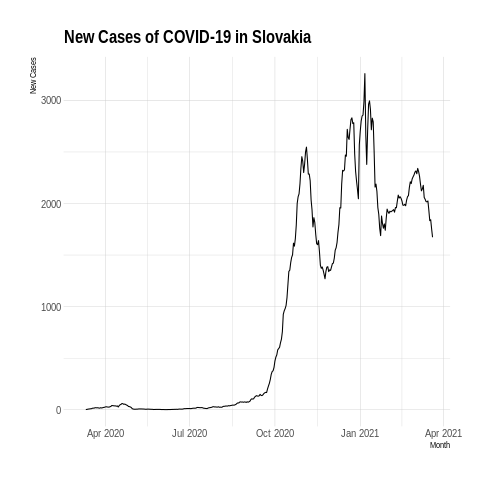 New Cases of COVID-19 in Slovakia
New Cases
3000
2000
1000
0
Apr 2020 Jul 2020 Oct 2020 Jan 2021 Apr 2021
Month